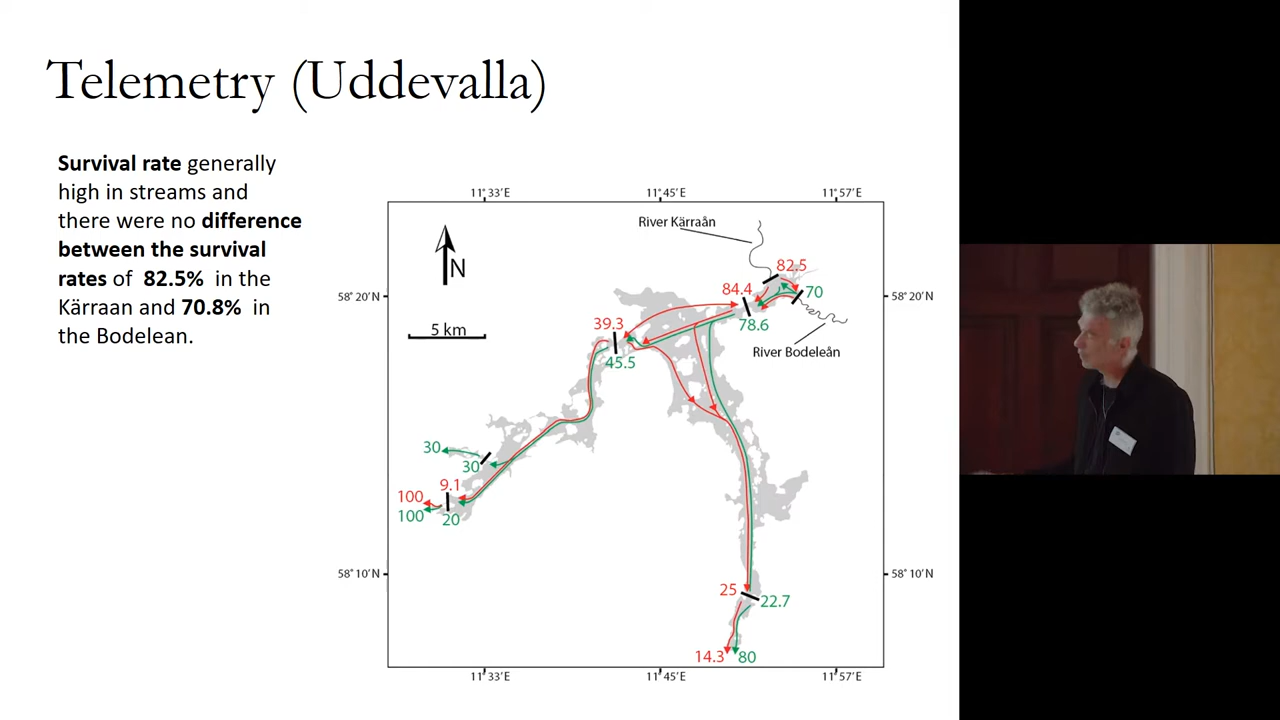 Telemetry (Uddevalla)
Survival rate generally
high in streams and
there were no difference
between the survival
rates of 82.5% in the
Kärraan and 70.8% in
the Bodelean.
11°33'E
11°45'E
11°57'E
River Kärraån
N
82.5
84.4
70
58°20'N
58°20'N
5 km
39.3
78.6
River Bodeleån
45.5
30
30
9.1
100
100
20
58°10'N
58°10'N
25
22.7
14.3
80
11°33'E
11°45'E
11°57'E